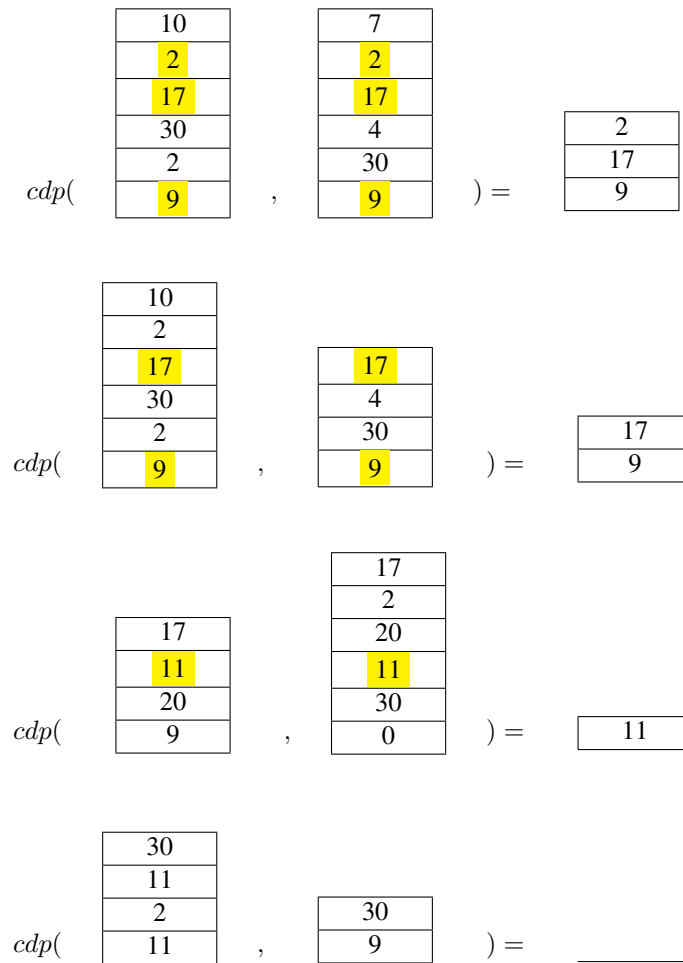 10 7
2 2
17 17
30 4 2
2 30 17
cdp( 9 , 9 ) = 9
10
2
17 17
30 4
2 30 17
cdp( 9 , 9 ) = 9
17
2
17 20
11 11
20 30
cdp( 9 , 0 ) = 11
30
11
2 30
cdp( 11 , 9 ) =